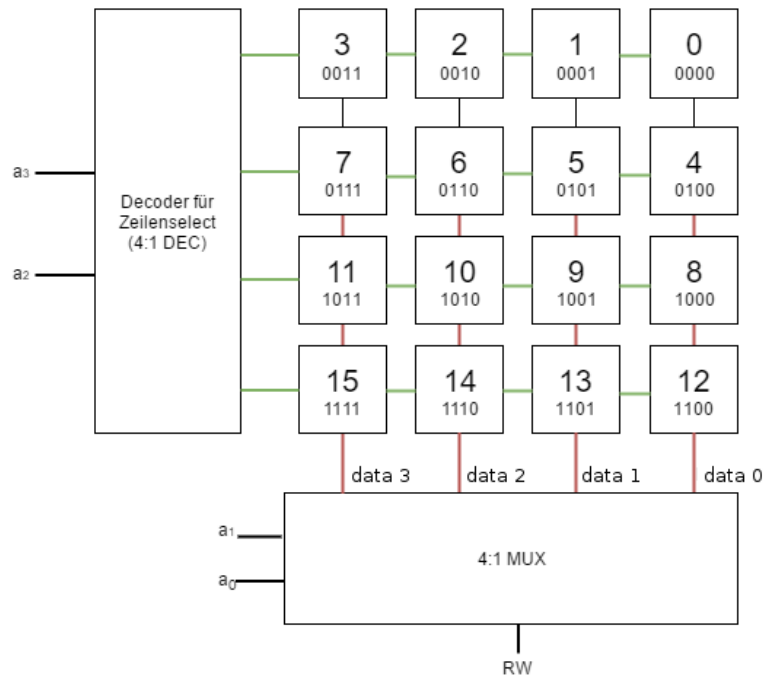 3
0011
2
0010
1
0001
0
0000
a3
7
0111
6
0110
5
0101
4
0100
Decoder für
Zeilenselect
(4:1 DEC)
a2
11
1011
10
1010
9
1001
8
1000
15
1111
14
1110
13
1101
12
1100
data 3
data 2
data 1
data 0
a1
4:1 MUX
a0
RW